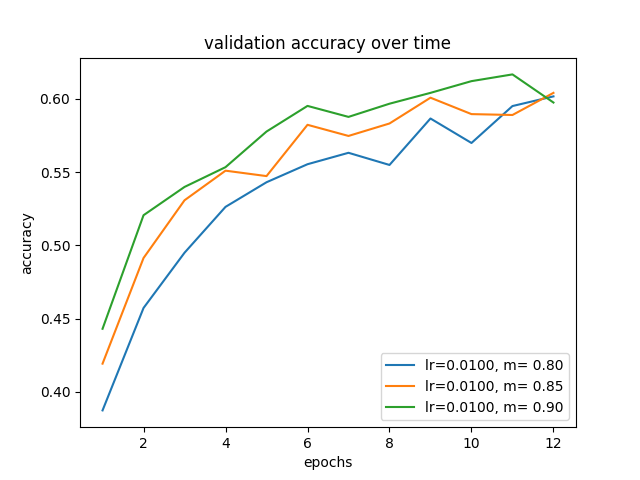 validation accuracy over time
accuracy
0.60
0.55
0.50
0.45
0.40
lr=0.0100, m= 0.80
lr=0.0100, m= 0.85
lr=0.0100, m= 0.90
2 4 6 8 10 12
epochs